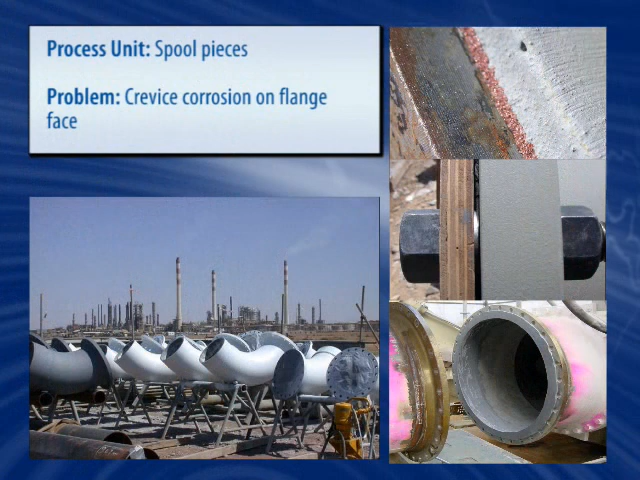 Process Unit: Spool pieces
Problem: Crevice corrosion on flange
face